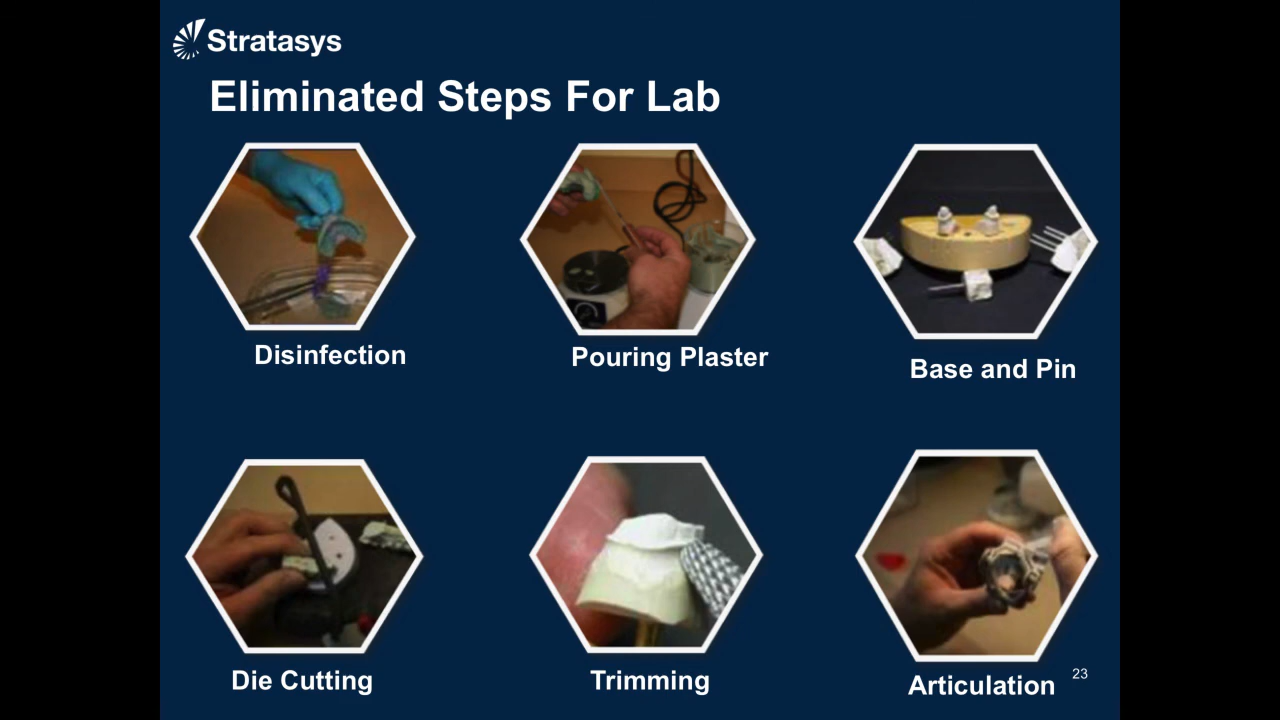 Stratasys
Eliminated Steps For Lab
Disinfection
Pouring Plaster
Base and Pin
Die Cutting
Trimming
Articulation
23